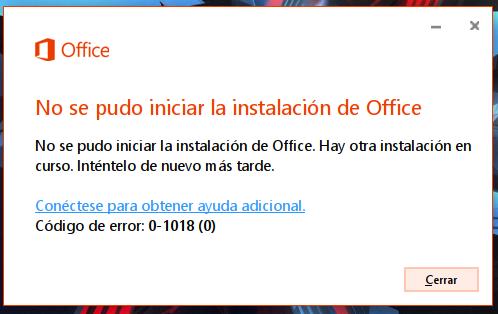 Office
No se pudo iniciar la instalación de Office
No se pudo iniciar la instalación de Office. Hay otra instalación en
curso. Inténtelo de nuevo más tarde.
Conéctese para obtener ayuda adicional.
Código de error: 0-1018 (0)
Cerrar